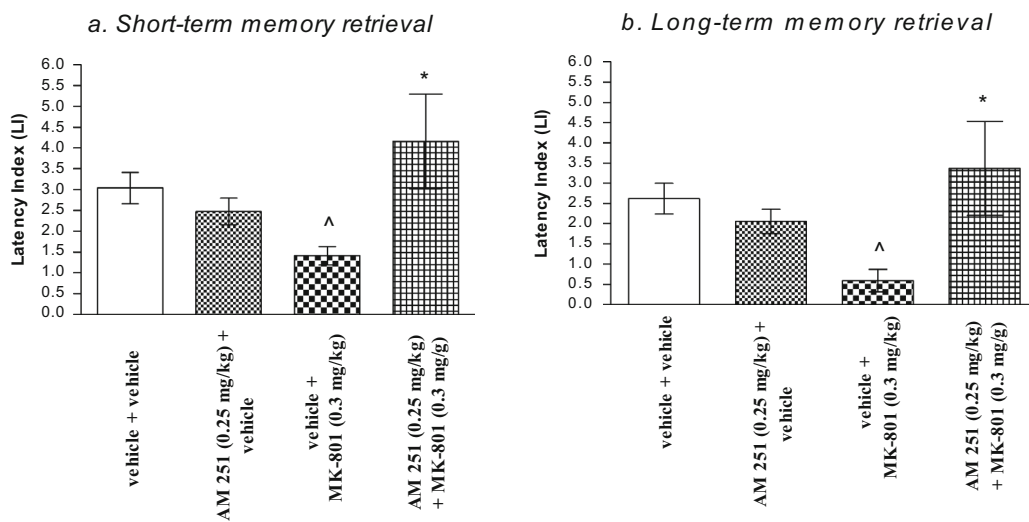 a. Short-term memory retrieval
Latency Index (LI)
6.0
5.5
5.0
4.5
4.0
3.5
3.0
2.5
2.0
1.5
1.0
0.5
0.0
^
*
vehicle + vehicle
AM 251 (0.25 mg/kg) +
vehicle
vehicle +
MK-801 (0.3 mg/kg)
AM 251 (0.25 mg/kg)
+ MK-801 (0.3 mg/g)
b. Long-term memory retrieval
Latency Index (LI)
6.0
5.5
5.0
4.5
4.0
3.5
3.0
2.5
2.0
1.5
1.0
0.5
0.0
^
*
vehicle + vehicle
AM 251 (0.25 mg/kg) +
vehicle
vehicle +
MK-801 (0.3 mg/kg)
AM 251 (0.25 mg/kg)
+ MK-801 (0.3 mg/g)